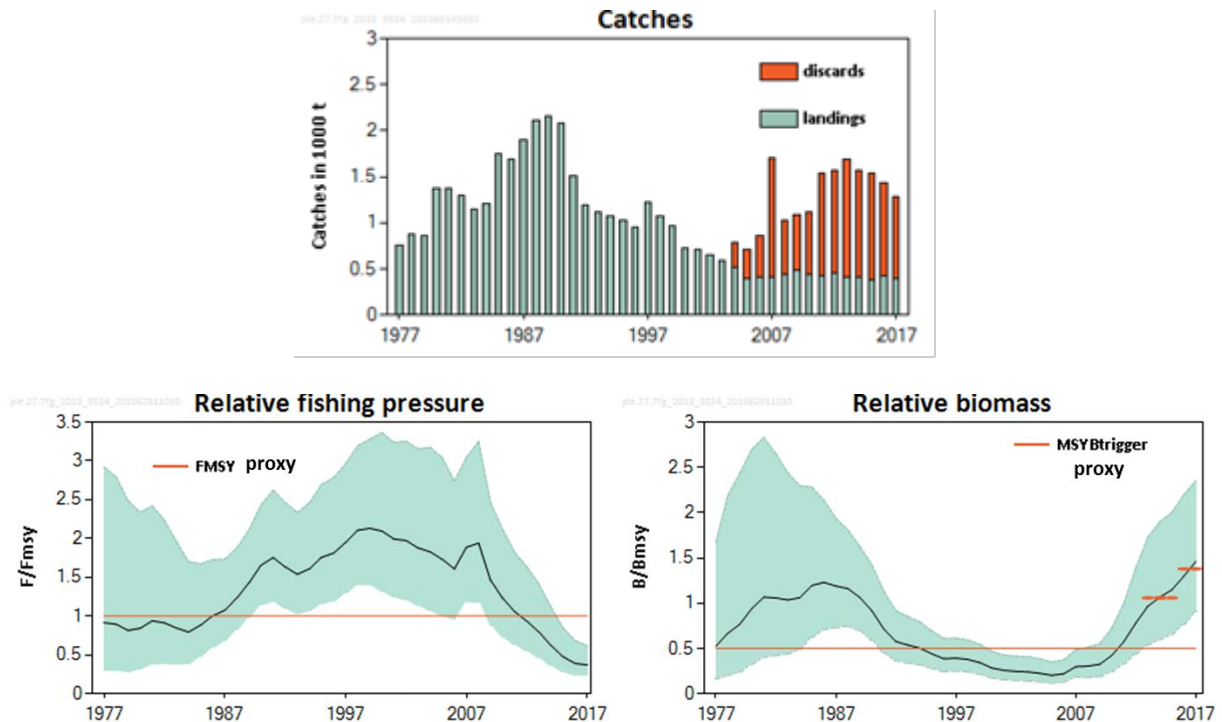 Catches
3
2.5
2
1.5
1
0.5
0
Catches in 1000 t
discards
landings
1977 1987 1997 2007 2017
Relative fishing pressure
3.5
3
2.5
2
1.5
1
0.5
0
F/Fmsy
FMSY proxy
1977 1987 1997 2007 2017
Relative biomass
3
2.5
2
1.5
1
0.5
0
B/Bmsy
MSYBtrigger
proxy
1977 1987 1997 2007 2017